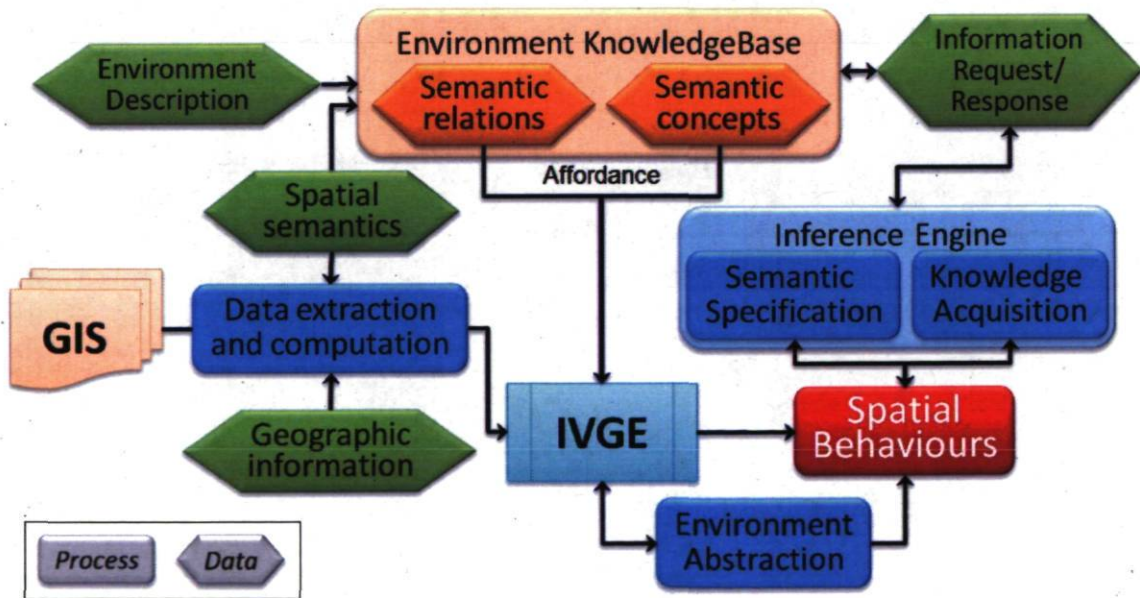 Environment KnowledgeBase
Environment
Description
Semantic
relations
Semantic
concepts
Information
Request/
Response
Affordance
Spatial
semantics
Inference Engine
Semantic
Specification
Knowledge
Acquisition
GIS
Data extraction
and computation
IVGE
Spatial
Behaviours
Geographic
information
Environment
Abstraction
Process
Data